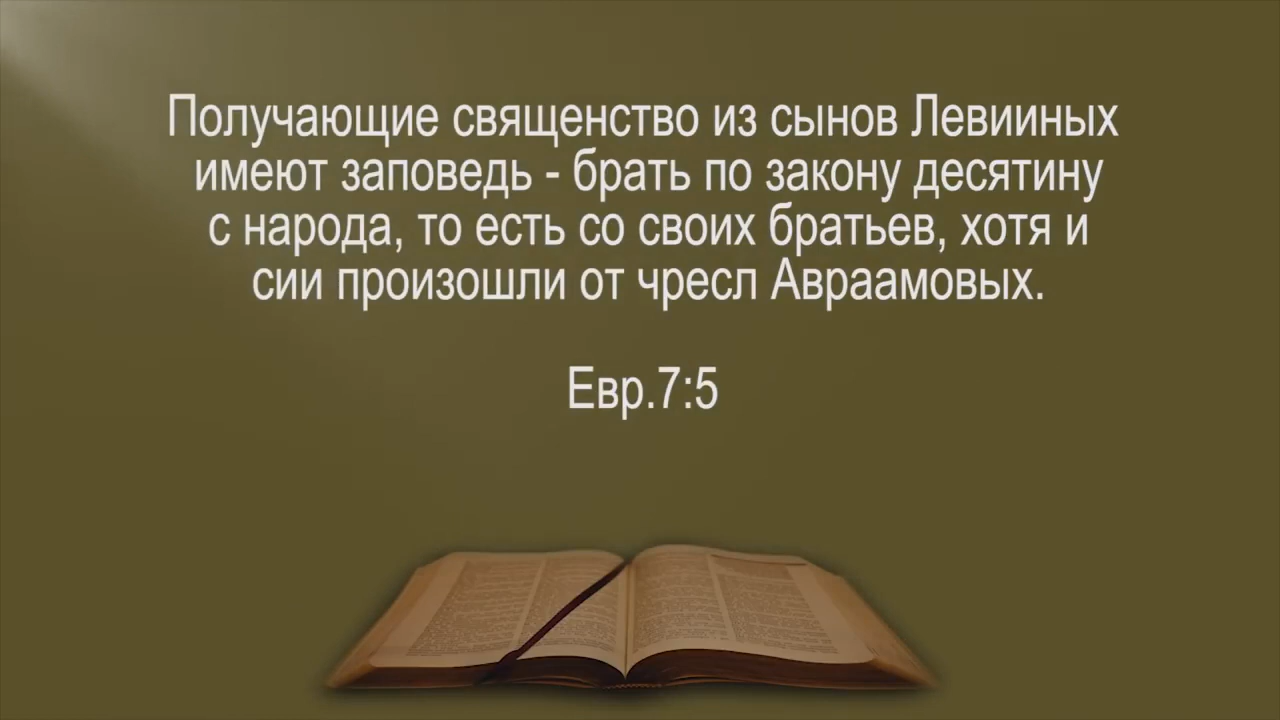 Получающие священство из сынов Левииных
имеют заповедь - брать по закону десятину
с народа, то есть со своих братьев, хотя и
сии произошли от чресл Авраамовых.
Евр.7:5